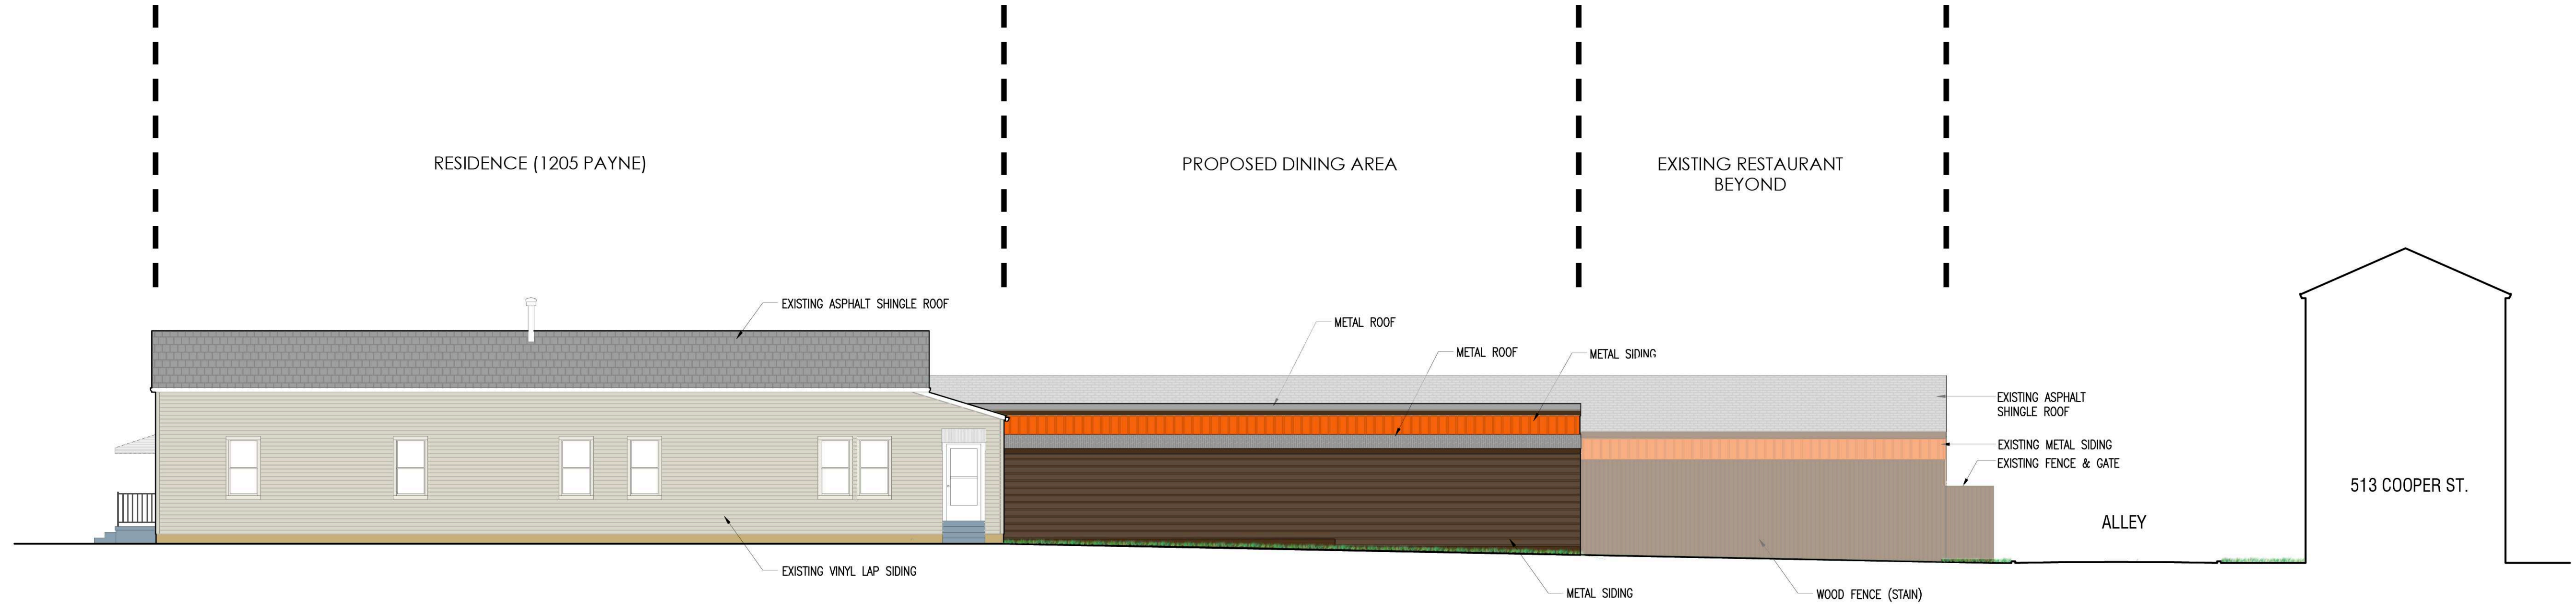 RESIDENCE (1205 PAYNE)
PROPOSED DINING AREA
EXISTING RESTAURANT
BEYOND
EXISTING ASPHALT SHINGLE ROOF
METAL ROOF
METAL ROOF
METAL SIDING
EXISTING ASPHALT
SHINGLE ROOF
EXISTING METAL SIDING
EXISTING FENCE & GATE
513 COOPER ST.
ALLEY
EXISTING VINYL LAP SIDING
METAL SIDING
WOOD FENCE (STAIN)